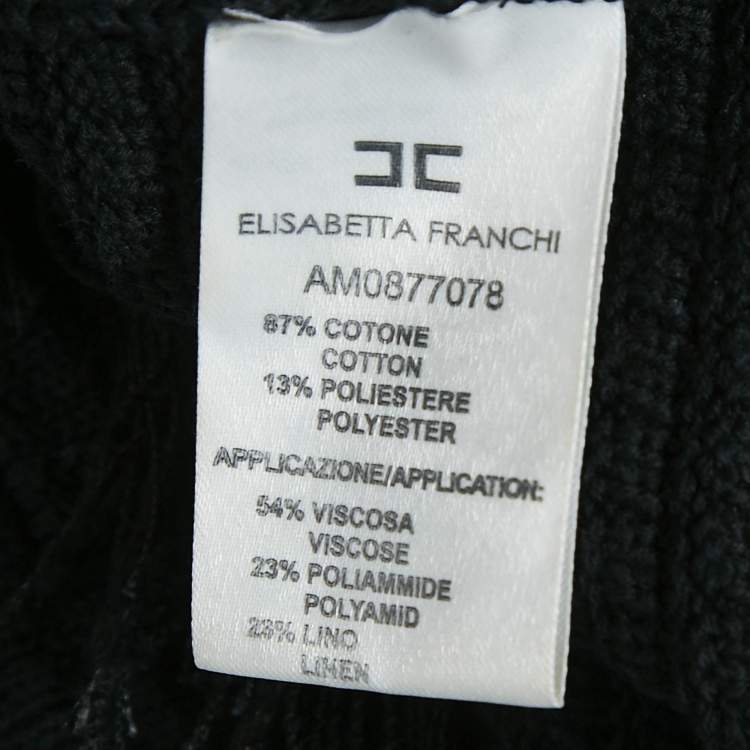 ELISABETTA FRANCHI
AM0877078
87% COTONE
COTTON
13% POLIESTERE
POLYESTER
APPLICAZIONE/APPLICATION:
54% VISCOSA
VISCOSE
23% POLIAMMIDE
POLYAMID
23% LINO
LINEN